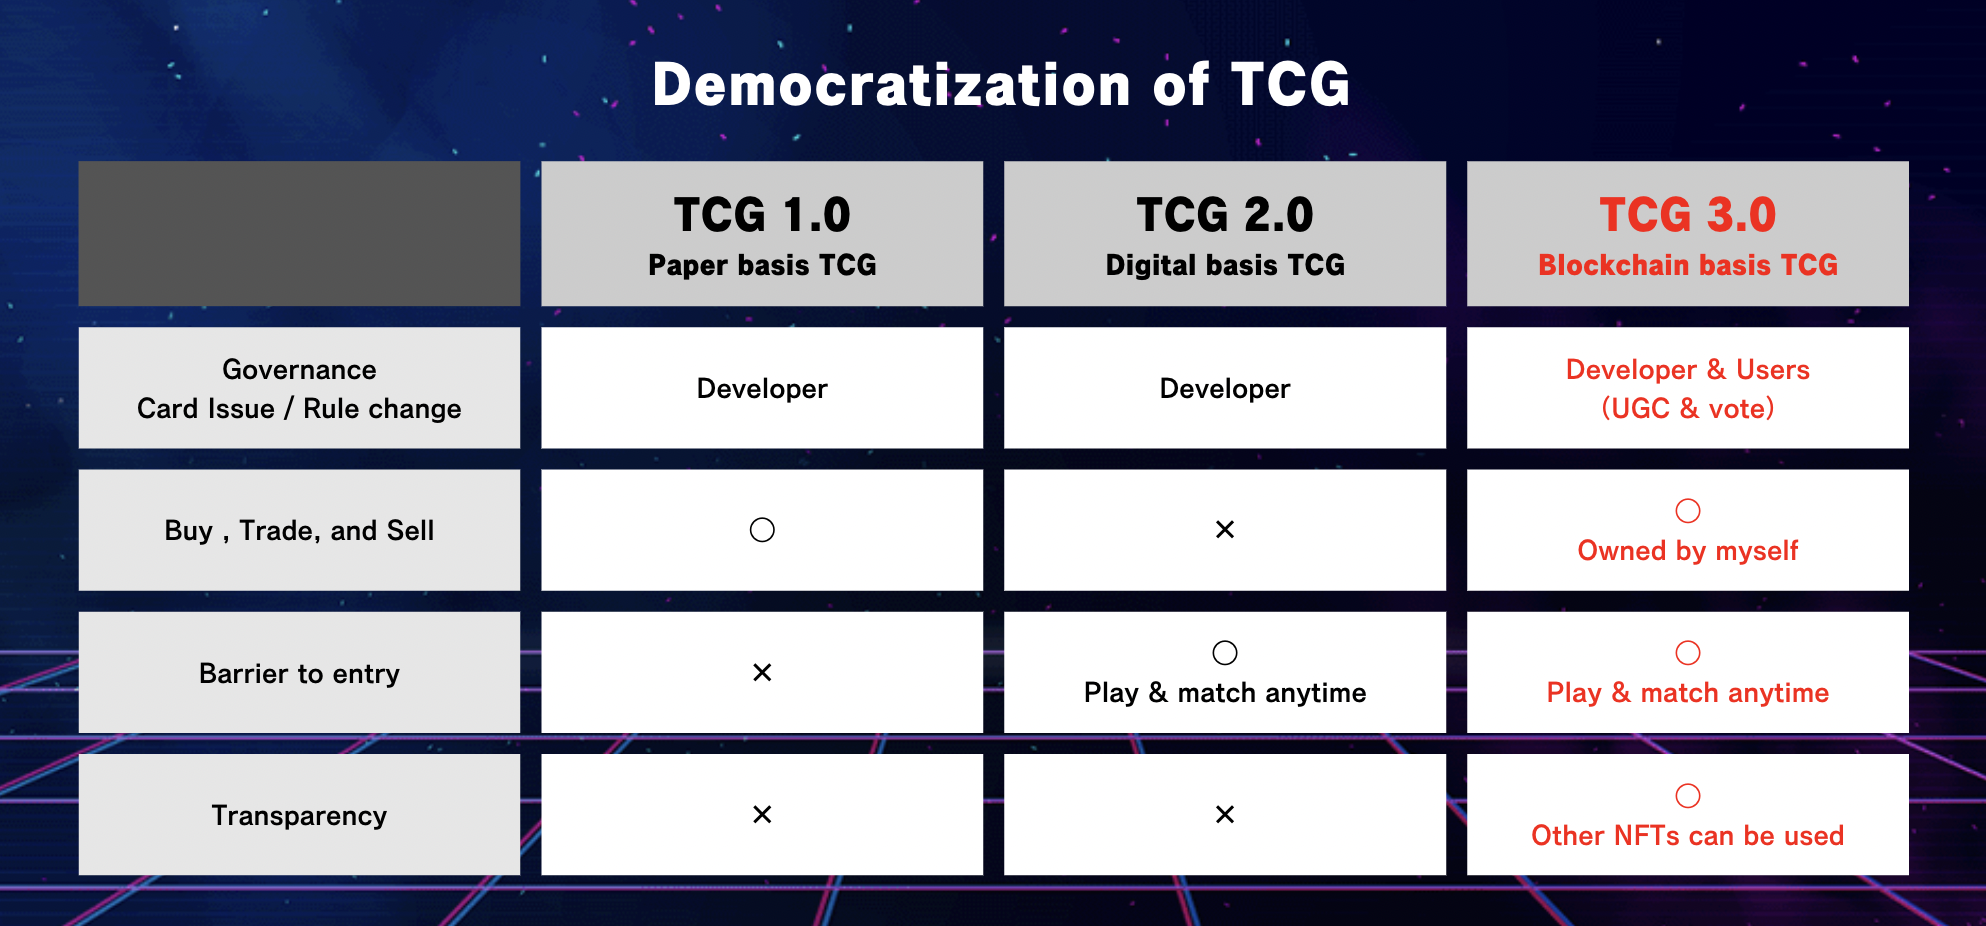 Democratization of TCG
TCG 1.0
Paper basis TCG
TCG 2.0
Digital basis TCG
TCG 3.0
Blockchain basis TCG
Governance
Card Issue / Rule change
Developer
Developer
Developer & Users
(UGC & vote)
Buy , Trade, and Sell
○
×
○
Owned by myself
Barrier to entry
×
○
Play & match anytime
○
Play & match anytime
Transparency
×
×
○
Other NFTs can be used